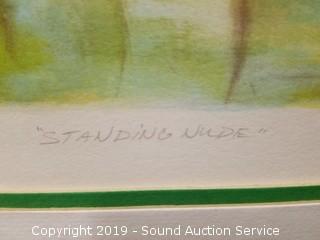 "STANDING NUDE"
Copyright 2019 - Sound Auction Service